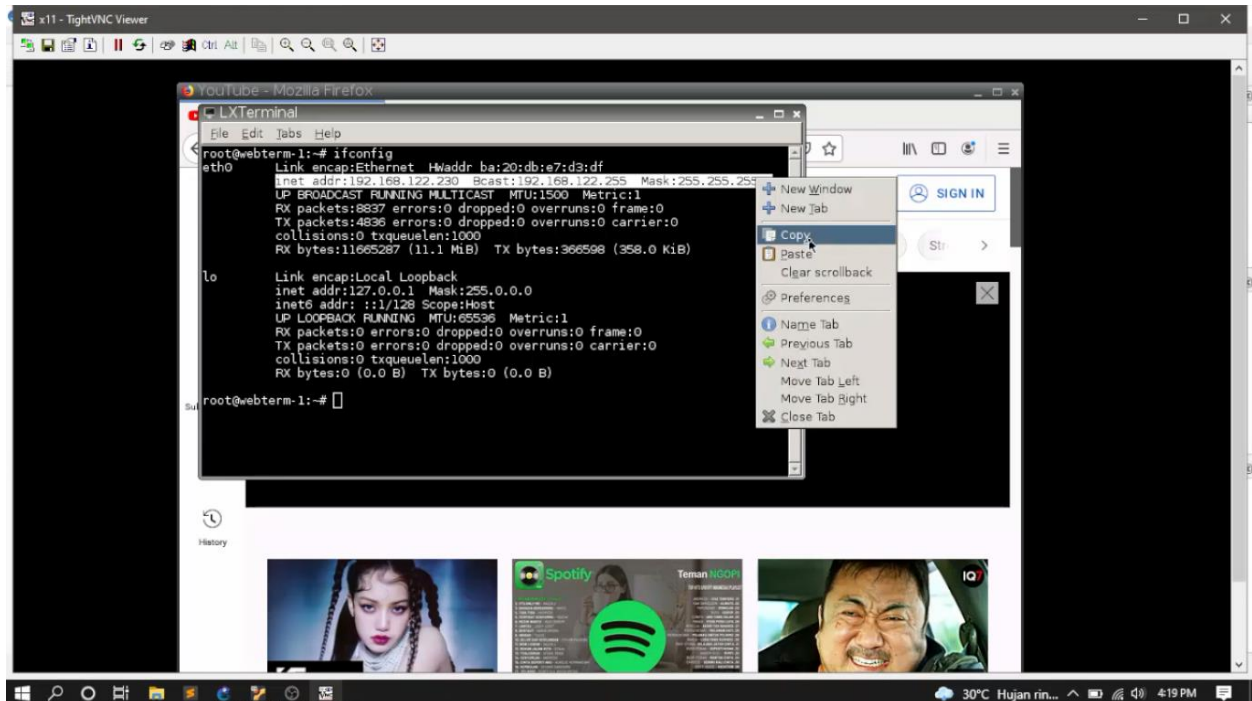 x11 - TightVNC Viewer
Ctrl Alt
YouTube - Mozilla Firefox
LXTerminal
File Edit Tabs Help
root@webterm-1:~# ifconfig
eth0 Link encap:Ethernet HWaddr ba:20:db:e7:d3:df
inet addr:192.168.122.230 Bcast:192.168.122.255 Mask:255.255.255
UP BROADCAST RUNNING MULTICAST MTU:1500 Metric:1
RX packets:8837 errors:0 dropped:0 overruns:0 frame:0
TX packets:4836 errors:0 dropped:0 overruns:0 carrier:0
collisions:0 txqueuelen:1000
RX bytes:11665287 (11.1 MiB) TX bytes:366598 (358.0 KiB)
lo Link encap:Local Loopback
inet addr:127.0.0.1 Mask:255.0.0.0
inet6 addr: ::1/128 Scope:Host
UP LOOPBACK RUNNING MTU:65536 Metric:1
RX packets:0 errors:0 dropped:0 overruns:0 frame:0
TX packets:0 errors:0 dropped:0 overruns:0 carrier:0
collisions:0 txqueuelen:1000
RX bytes:0 (0.0 B) TX bytes:0 (0.0 B)
root@webterm-1:~#
New Window
New Tab
Copy
Paste
Clear scrollback
Preferences
Name Tab
Previous Tab
Next Tab
Move Tab Left
Move Tab Right
Close Tab
SIGN IN
Str
Su
History
Spotify
Teman NGOPI
IQ
30°C Hujan rin... 4:19 PM